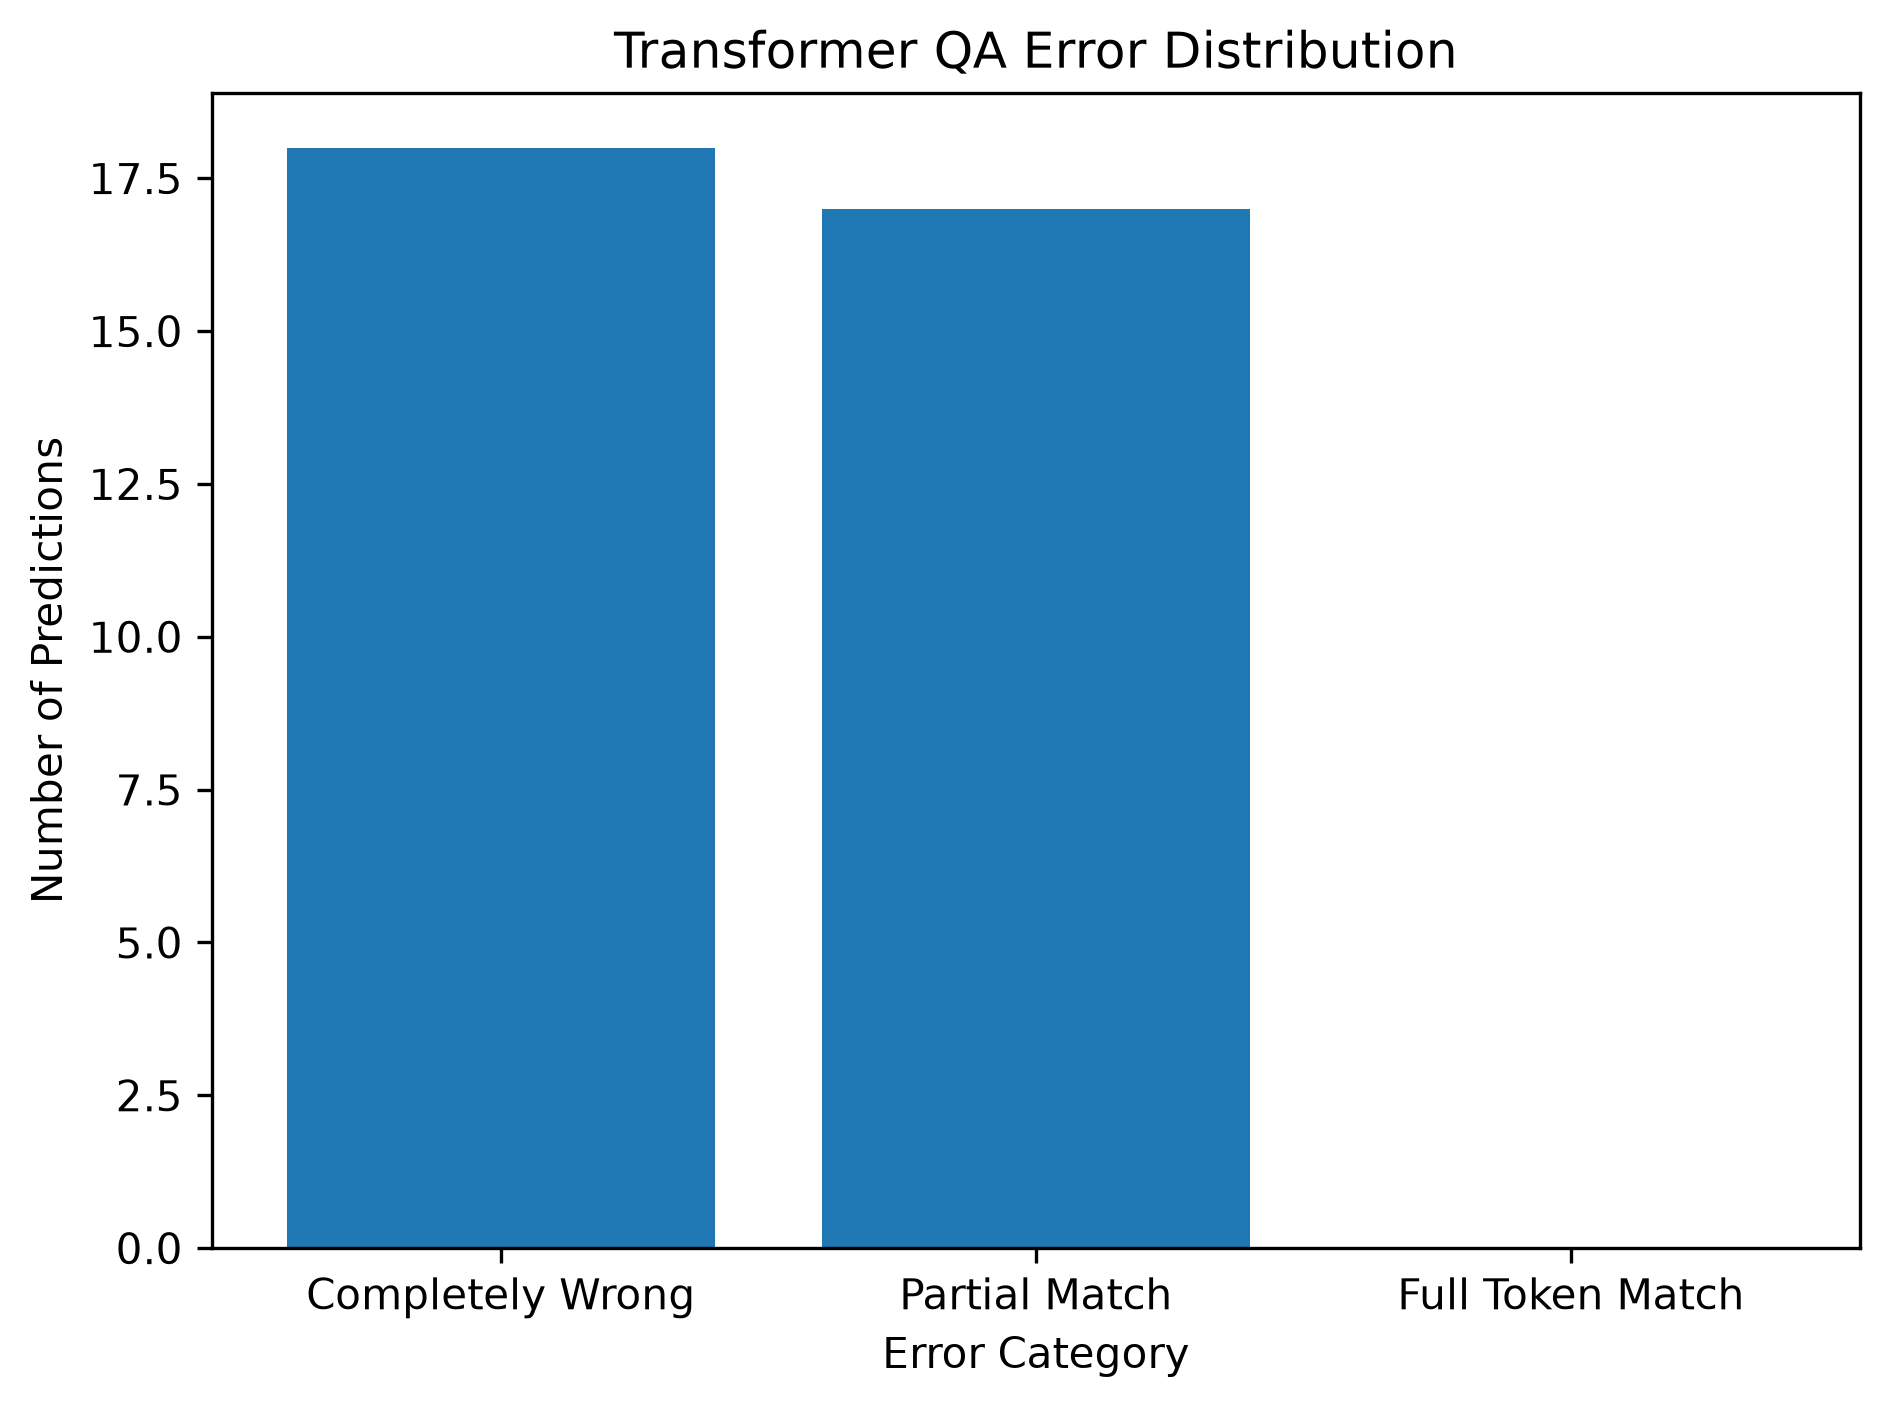 Transformer QA Error Distribution
Number of Predictions
17.5
15.0
12.5
10.0
7.5
5.0
2.5
0.0
Completely Wrong
Partial Match
Full Token Match
Error Category